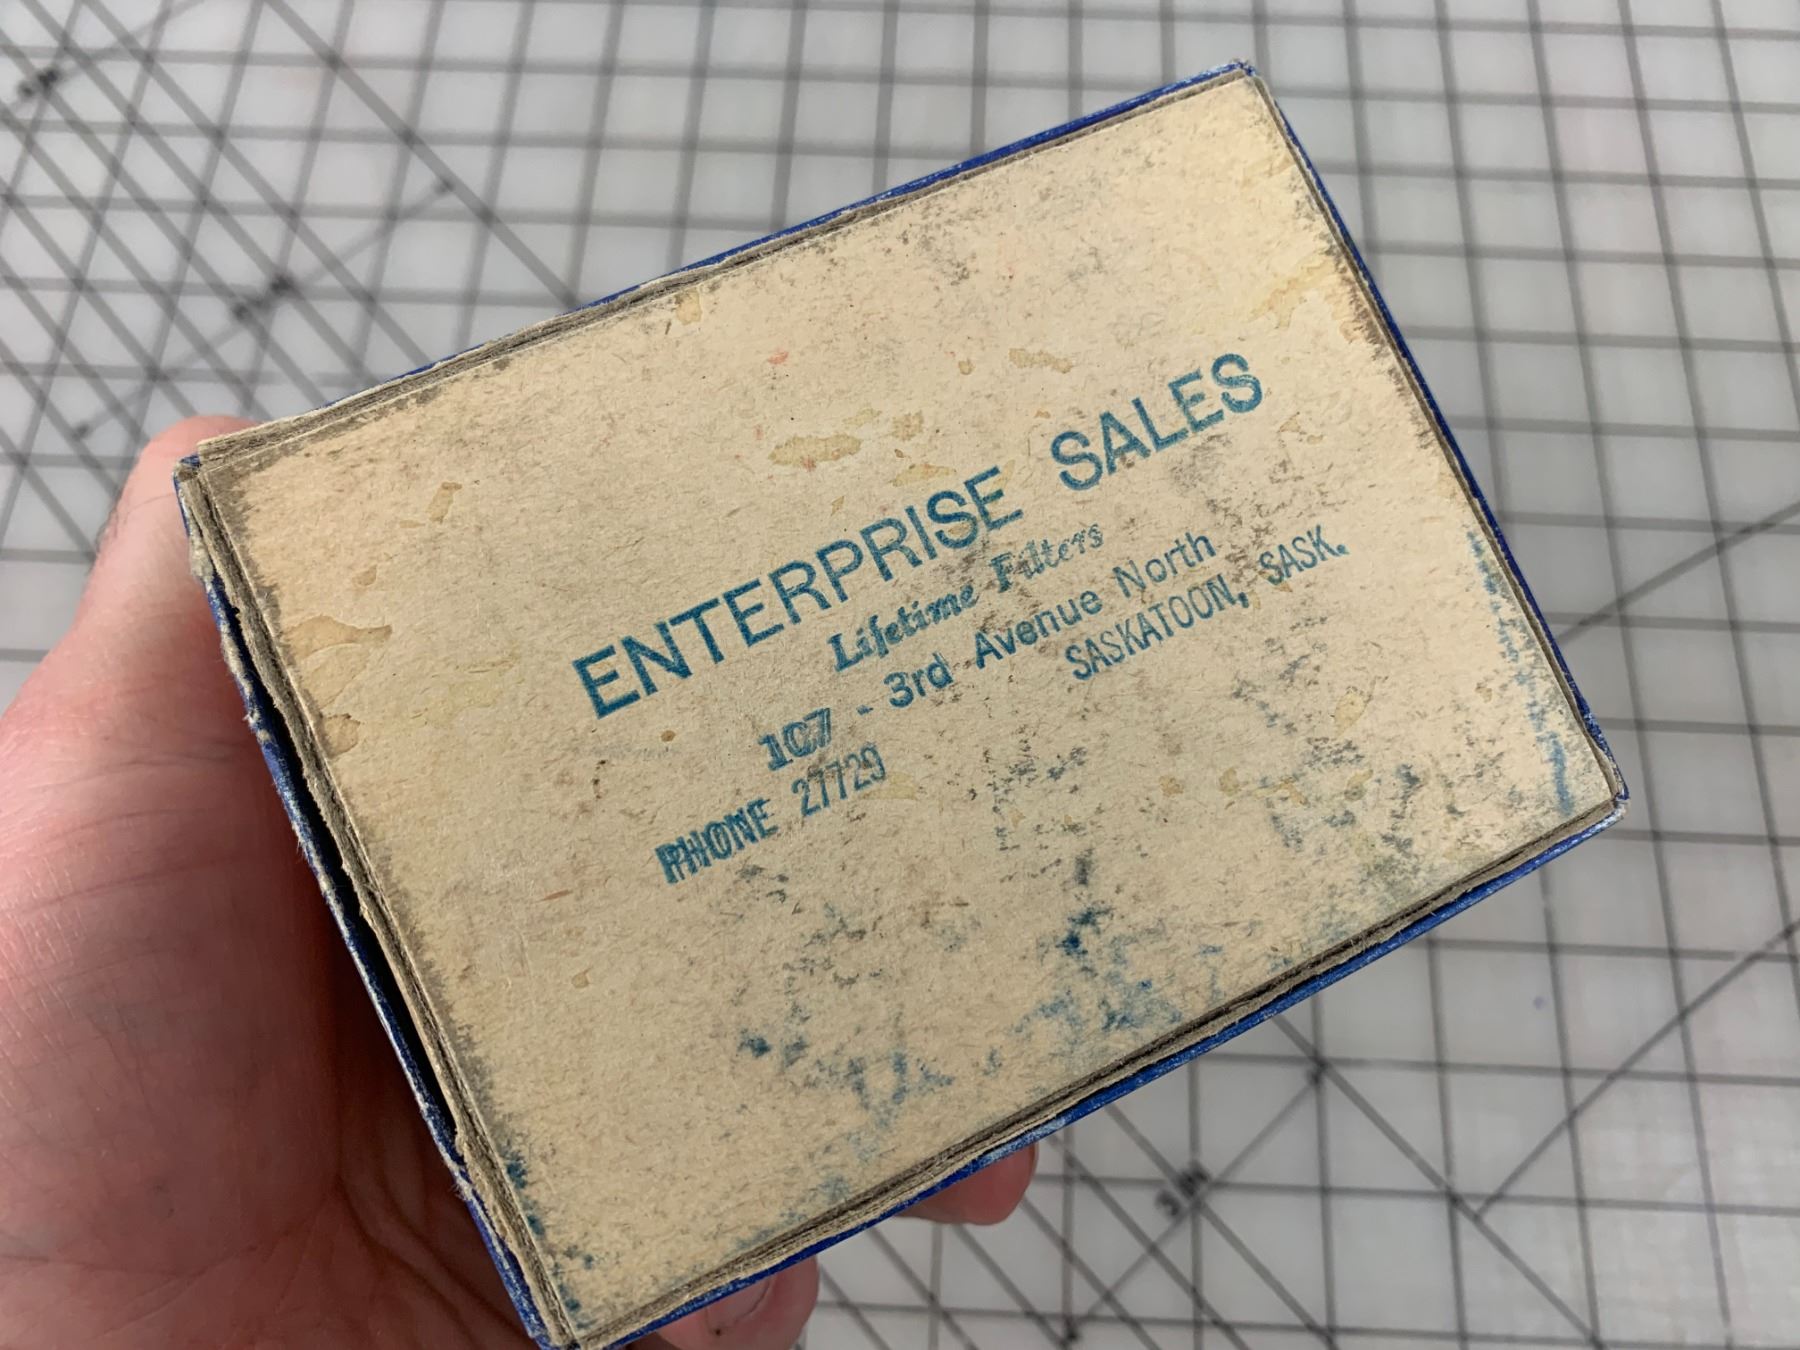 ENTERPRISE SALES
Lifetime Filters
107 - 3rd Avenue North
PHONE 27729 SASKATOON, SASK.